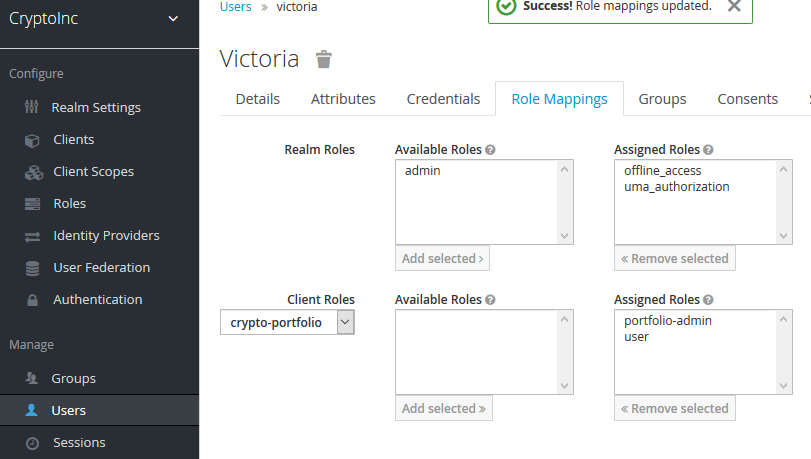 CryptoInc
Users » victoria
Success! Role mappings updated.
Victoria
Configure
Realm Settings
Clients
Client Scopes
Roles
Identity Providers
User Federation
Authentication
Manage
Groups
Users
Sessions
Details Attributes Credentials Role Mappings Groups Consents
Realm Roles
Available Roles
admin
Add selected ›
Assigned Roles
offline_access
uma_authorization
« Remove selected
Client Roles
crypto-portfolio
Available Roles
Add selected »
Assigned Roles
portfolio-admin
user
« Remove selected